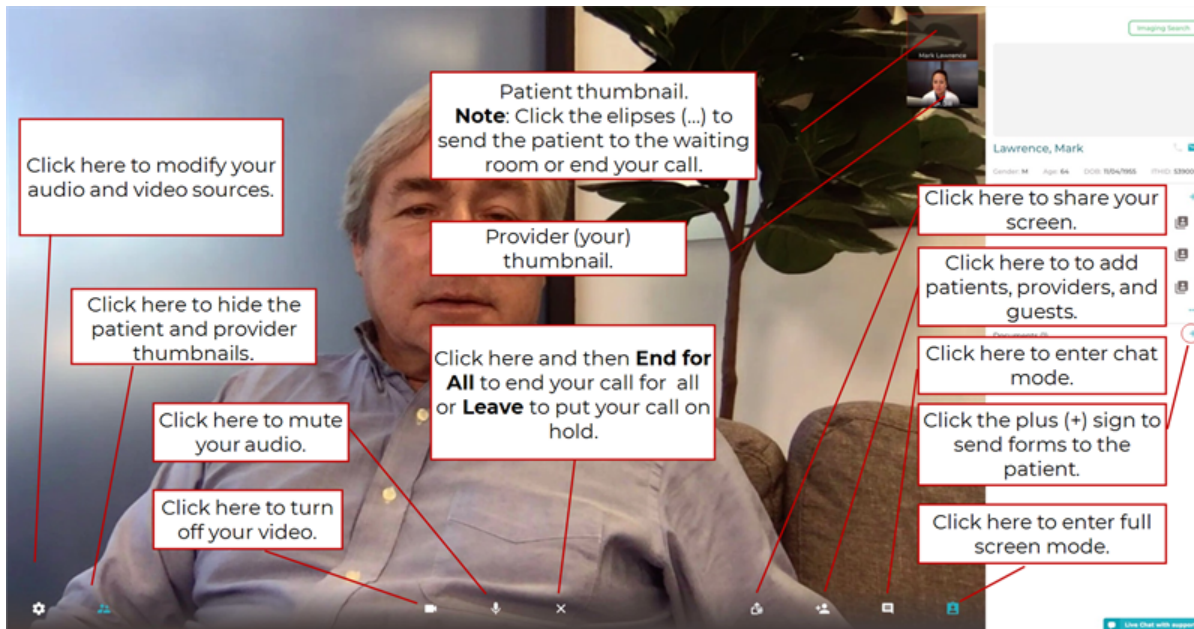 Imaging Search
Mark Lawrence
Patient thumbnail.
Note: Click the elipses (...) to
send the patient to the waiting
room or end your call.
Click here to modify your
audio and video sources.
Lawrence, Mark
Gender: M Age: 64 DOB: 11/04/1955 53900
Click here to share your
screen.
Provider (your)
thumbnail.
Click here to to add
patients, providers, and
guests.
Click here to hide the
patient and provider
thumbnails.
Click here to enter chat
mode.
Click here and then End for
All to end your call for all
or Leave to put your call on
hold.
Click here to mute
your audio.
Click the plus (+) sign to
send forms to the
patient.
Click here to turn
off your video.
Click here to enter full
screen mode.
Live Chat with support